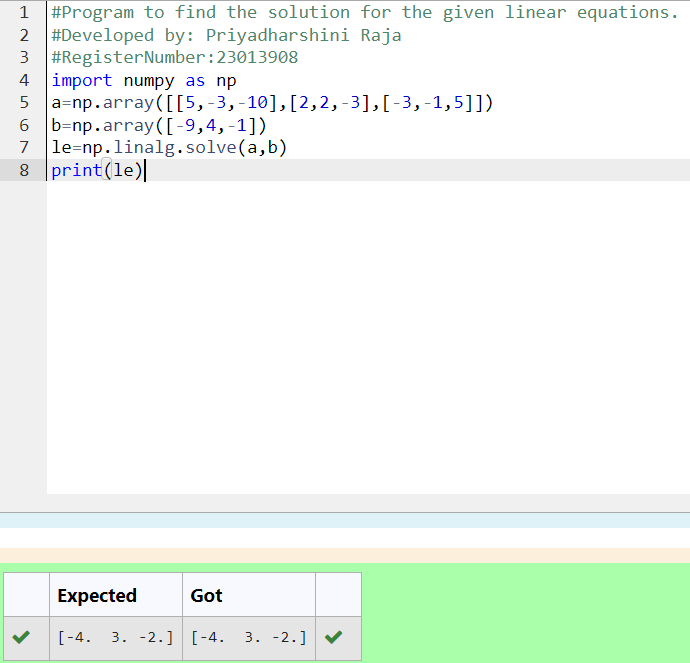 1 #Program to find the solution for the given linear equations.
2 #Developed by: Priyadharshini Raja
3 #RegisterNumber:23013908
4 import numpy as np
5 a=np.array([[5,-3,-10],[2,2,-3],[-3,-1,5]])
6 b=np.array([-9,4,-1])
7 le=np.linalg.solve(a,b)
8 print(le)
Expected Got
[-4.  3. -2.] [-4.  3. -2.]